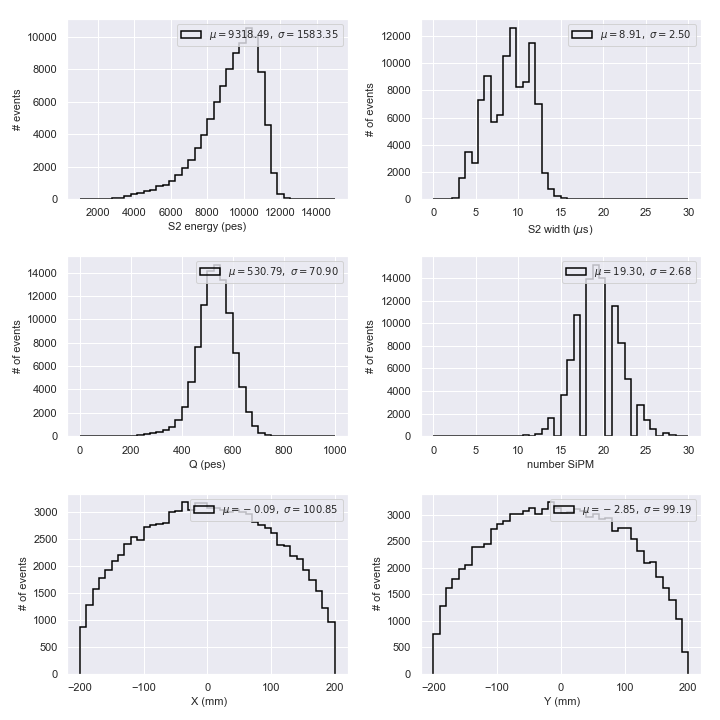 μ = 9318.49, σ = 1583.35
10000
8000
6000
4000
2000
0
# events
2000 4000 6000 8000 10000 12000 14000
S2 energy (pes)
μ = 8.91, σ = 2.50
12000
10000
8000
6000
4000
2000
0
# of events
0 5 10 15 20 25 30
S2 width (μs)
μ = 530.79, σ = 70.90
14000
12000
10000
8000
6000
4000
2000
0
# of events
0 200 400 600 800 1000
Q (pes)
μ = 19.30, σ = 2.68
14000
12000
10000
8000
6000
4000
2000
0
# of events
0 5 10 15 20 25 30
number SiPM
μ = −0.09, σ = 100.85
3000
2500
2000
1500
1000
500
0
# of events
−200 −100 0 100 200
X (mm)
μ = −2.85, σ = 99.19
3000
2500
2000
1500
1000
500
0
# of events
−200 −100 0 100 200
Y (mm)